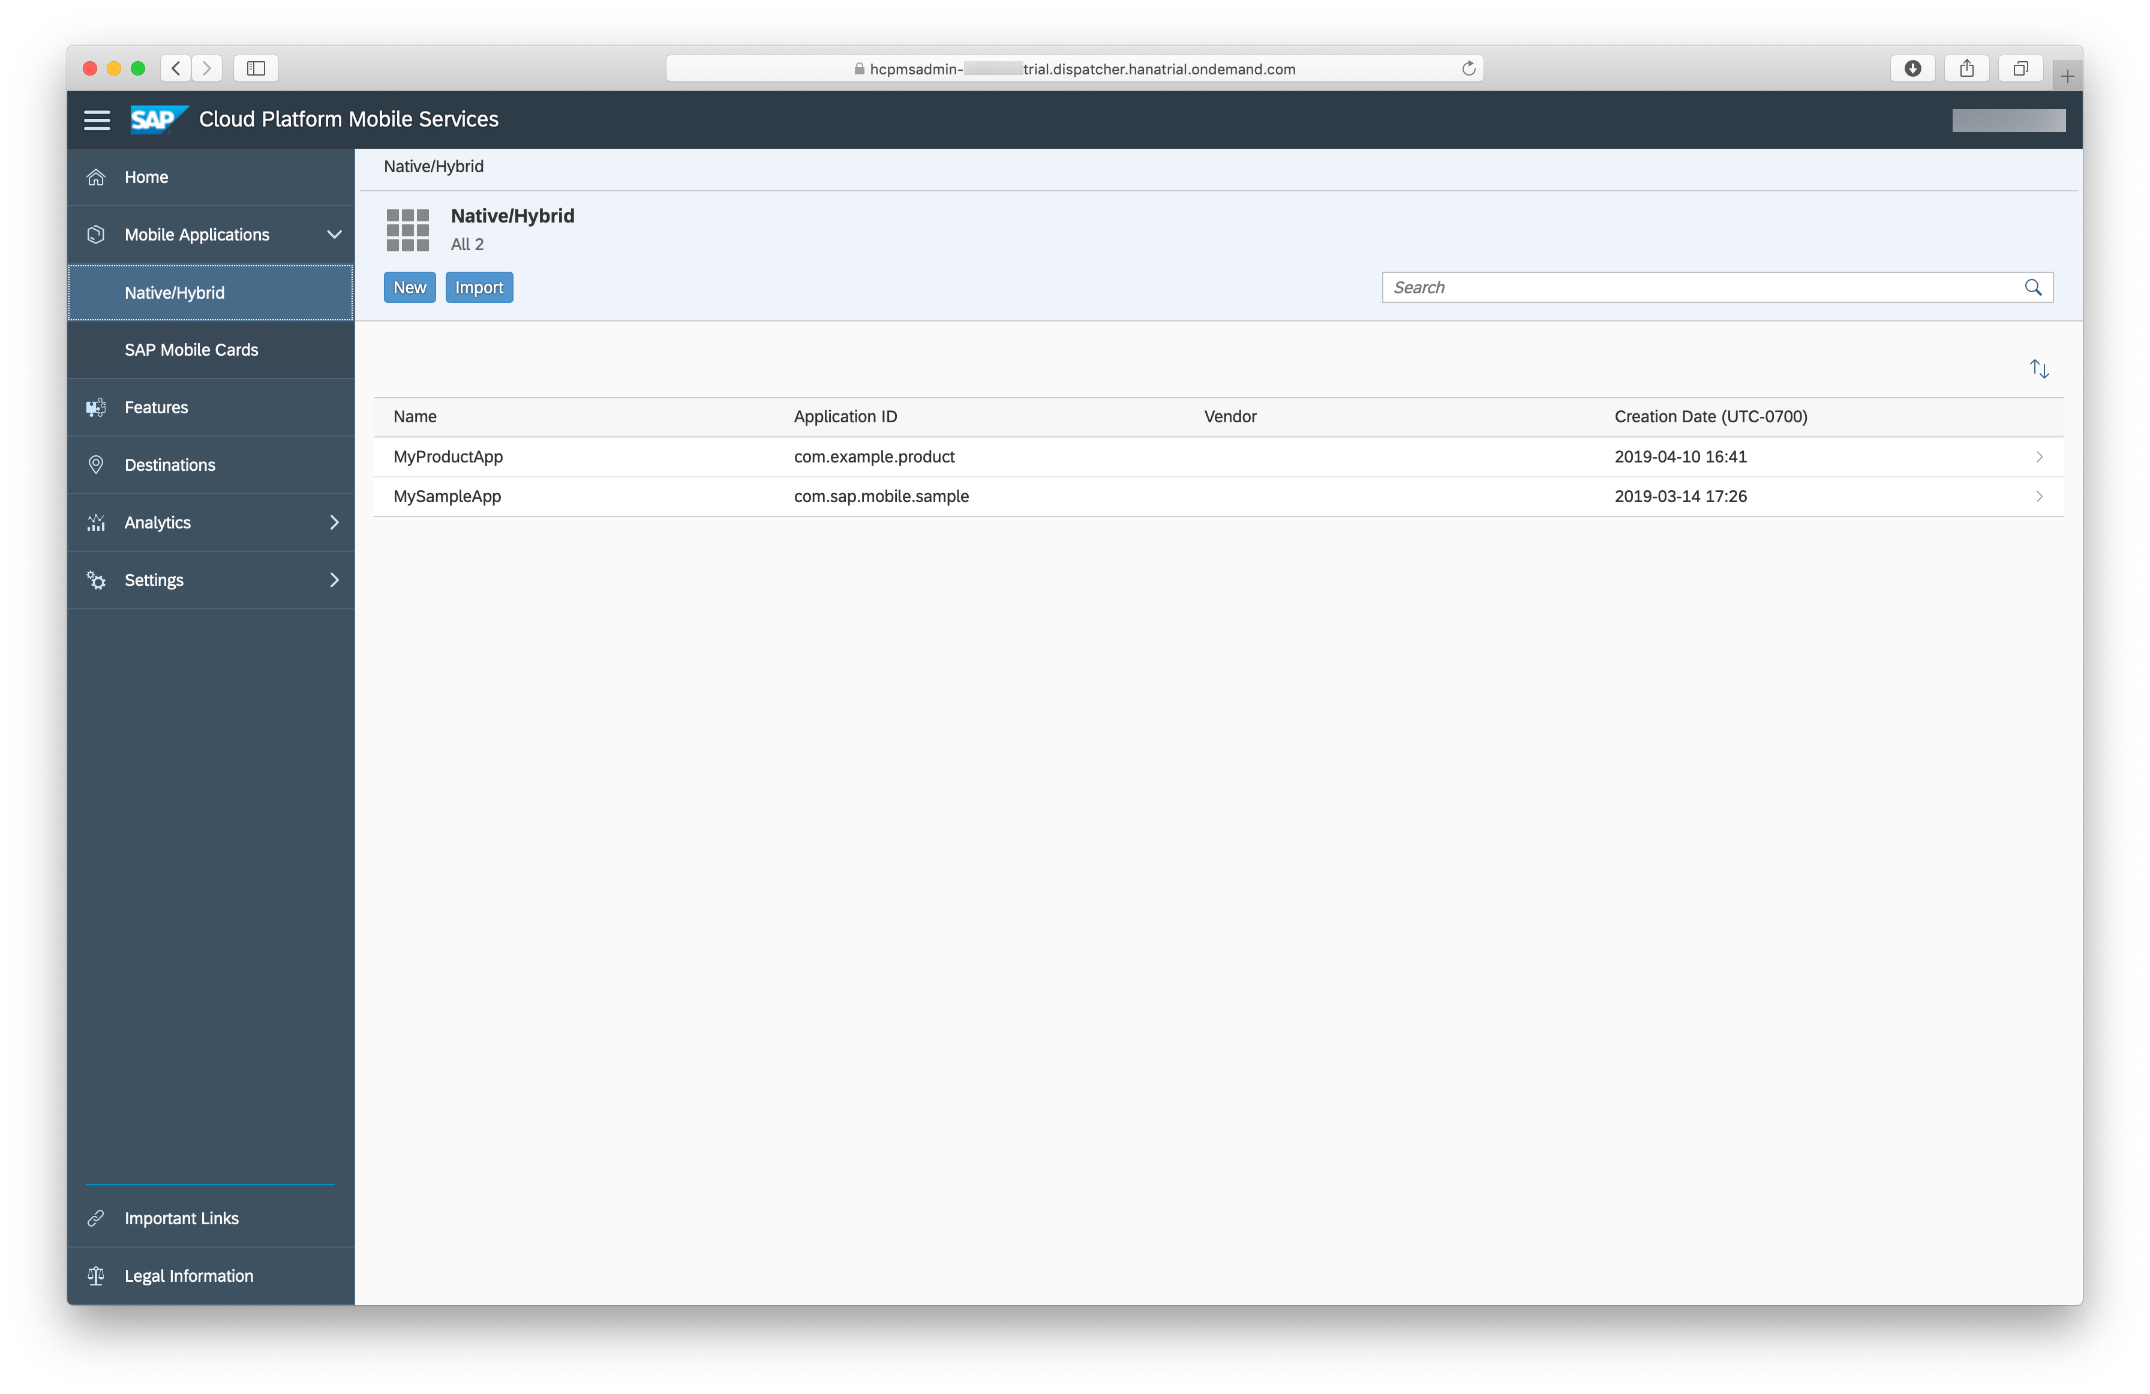 hcpmsadmin- trial.dispatcher.hanatrial.ondemand.com
SAP Cloud Platform Mobile Services
Home
Mobile Applications
Native/Hybrid
SAP Mobile Cards
Features
Destinations
Analytics
Settings
Important Links
Legal Information
Native/Hybrid
Native/Hybrid
All 2
New Import Search
Name Application ID Vendor Creation Date (UTC-0700)
MyProductApp com.example.product 2019-04-10 16:41
MySampleApp com.sap.mobile.sample 2019-03-14 17:26